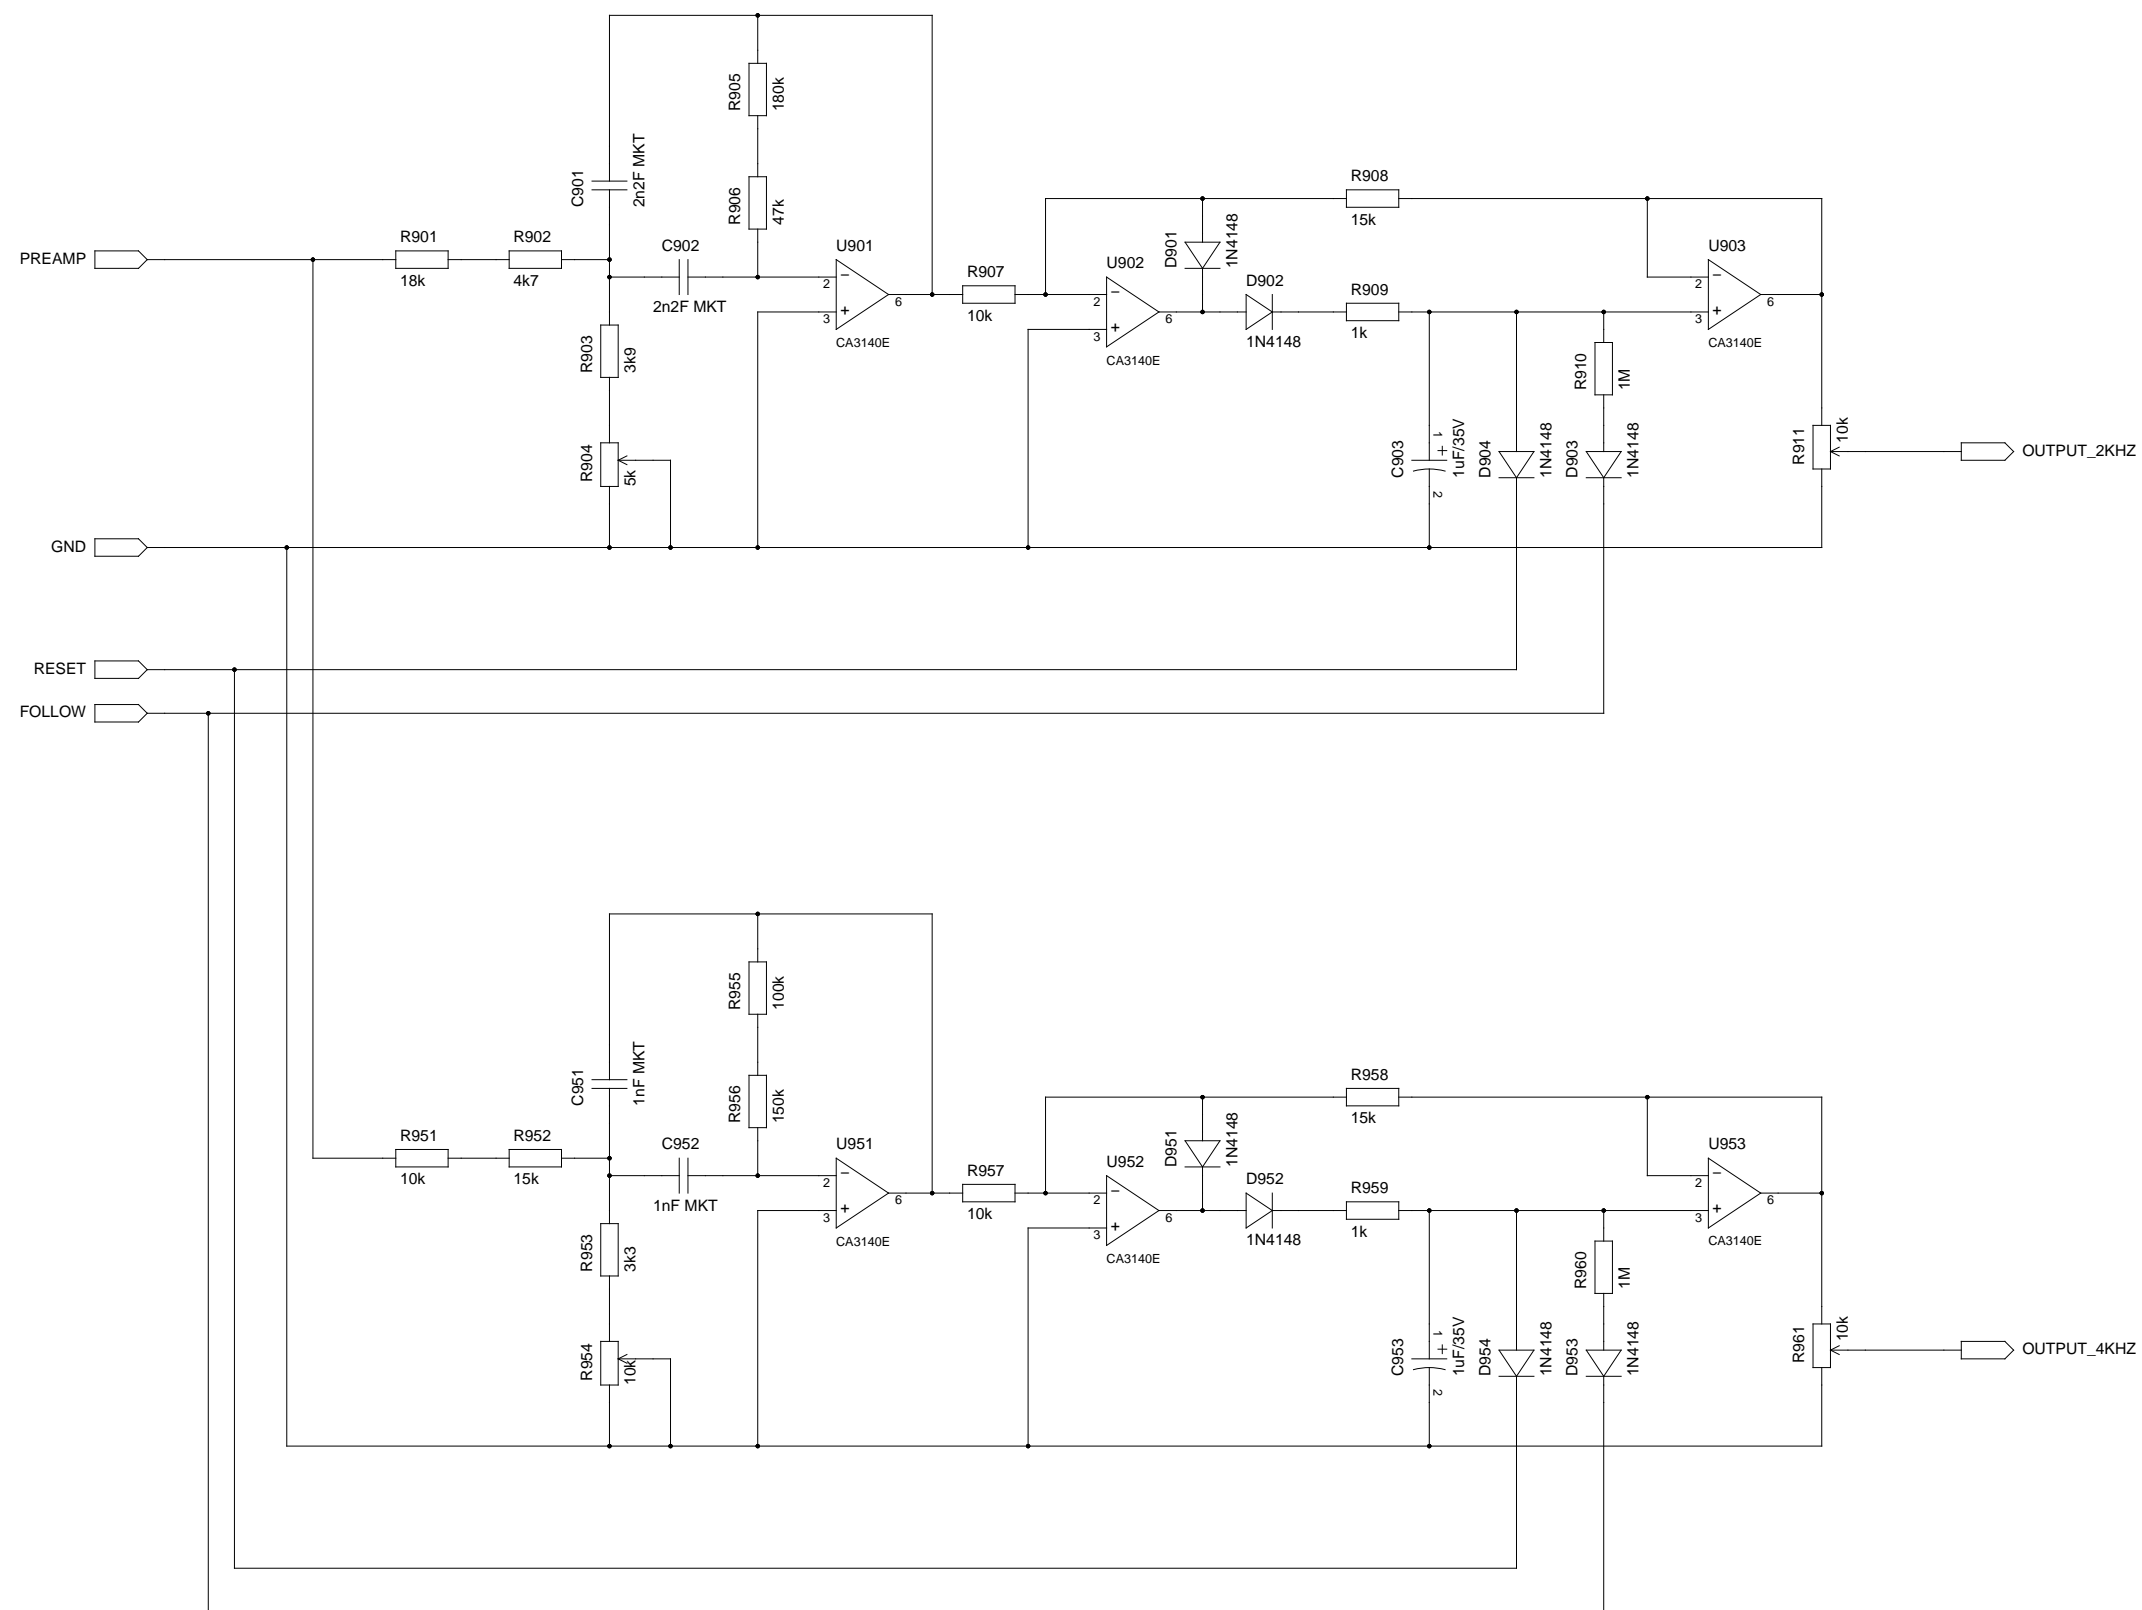 R905
180k
C901
2n2F MKT
R906
47k
R908
15k
PREAMP
R901
18k
R902
4k7
C902
2n2F MKT
U901
−
2
+
3
6
CA3140E
R907
10k
D901
1N4148
U902
−
2
+
3
6
CA3140E
D902
1N4148
R909
1k
U903
−
2
+
3
6
CA3140E
R903
3k9
R904
5k
R910
1M
C903
1 +
1uF/35V
2
D904
1N4148
D903
1N4148
R911
10k
OUTPUT_2KHZ
GND
RESET
FOLLOW
R955
100k
C951
1nF MKT
R956
150k
R958
15k
R951
10k
R952
15k
C952
1nF MKT
U951
−
2
+
3
6
CA3140E
R957
10k
D951
1N4148
U952
−
2
+
3
6
CA3140E
D952
1N4148
R959
1k
U953
−
2
+
3
6
CA3140E
R953
3k3
R954
10k
R960
1M
C953
1 +
1uF/35V
2
D954
1N4148
D953
1N4148
R961
10k
OUTPUT_4KHZ